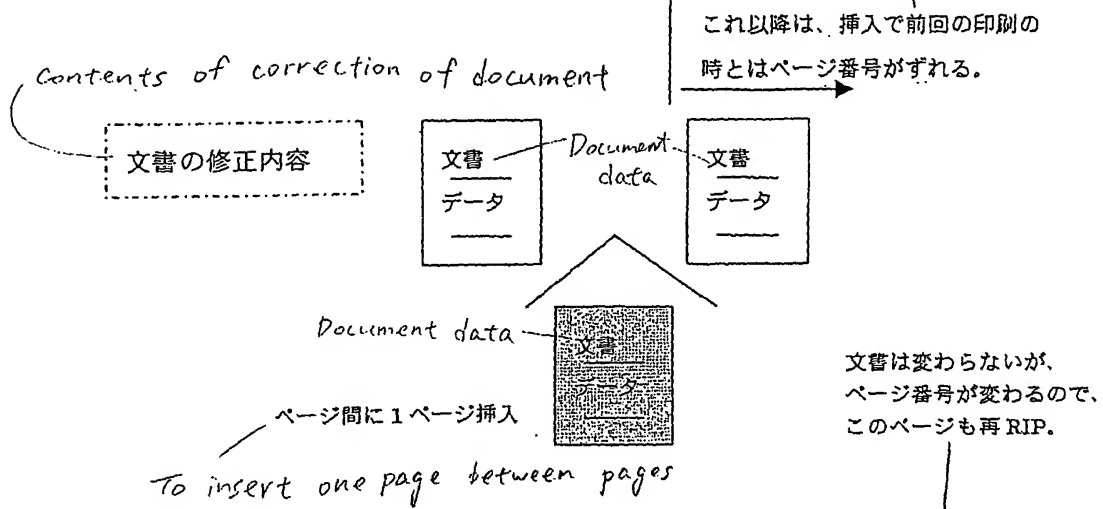 これ以降は、挿入で前回の印刷の
時とはページ番号がずれる。
Contents of correction of document
文書の修正内容
文書
データ
Document
data
文書
データ
Document data
文書
データ
ページ間に1ページ挿入
To insert one page between pages
文書は変わらないが、
ページ番号が変わるので、
このページも再RIP。